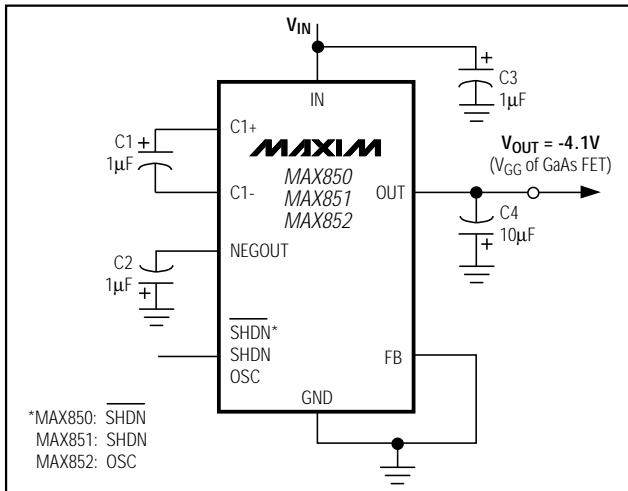 VIN
C3
1µF
IN
C1+
C1
1µF
MAXIM
MAX850
MAX851
MAX852
VOUT = -4.1V
(VGG of GaAs FET)
C1-
OUT
C4
10µF
NEGOUT
C2
1µF
SHDN*
SHDN
OSC
FB
GND
*MAX850: SHDN
MAX851: SHDN
MAX852: OSC
+
+
+
+